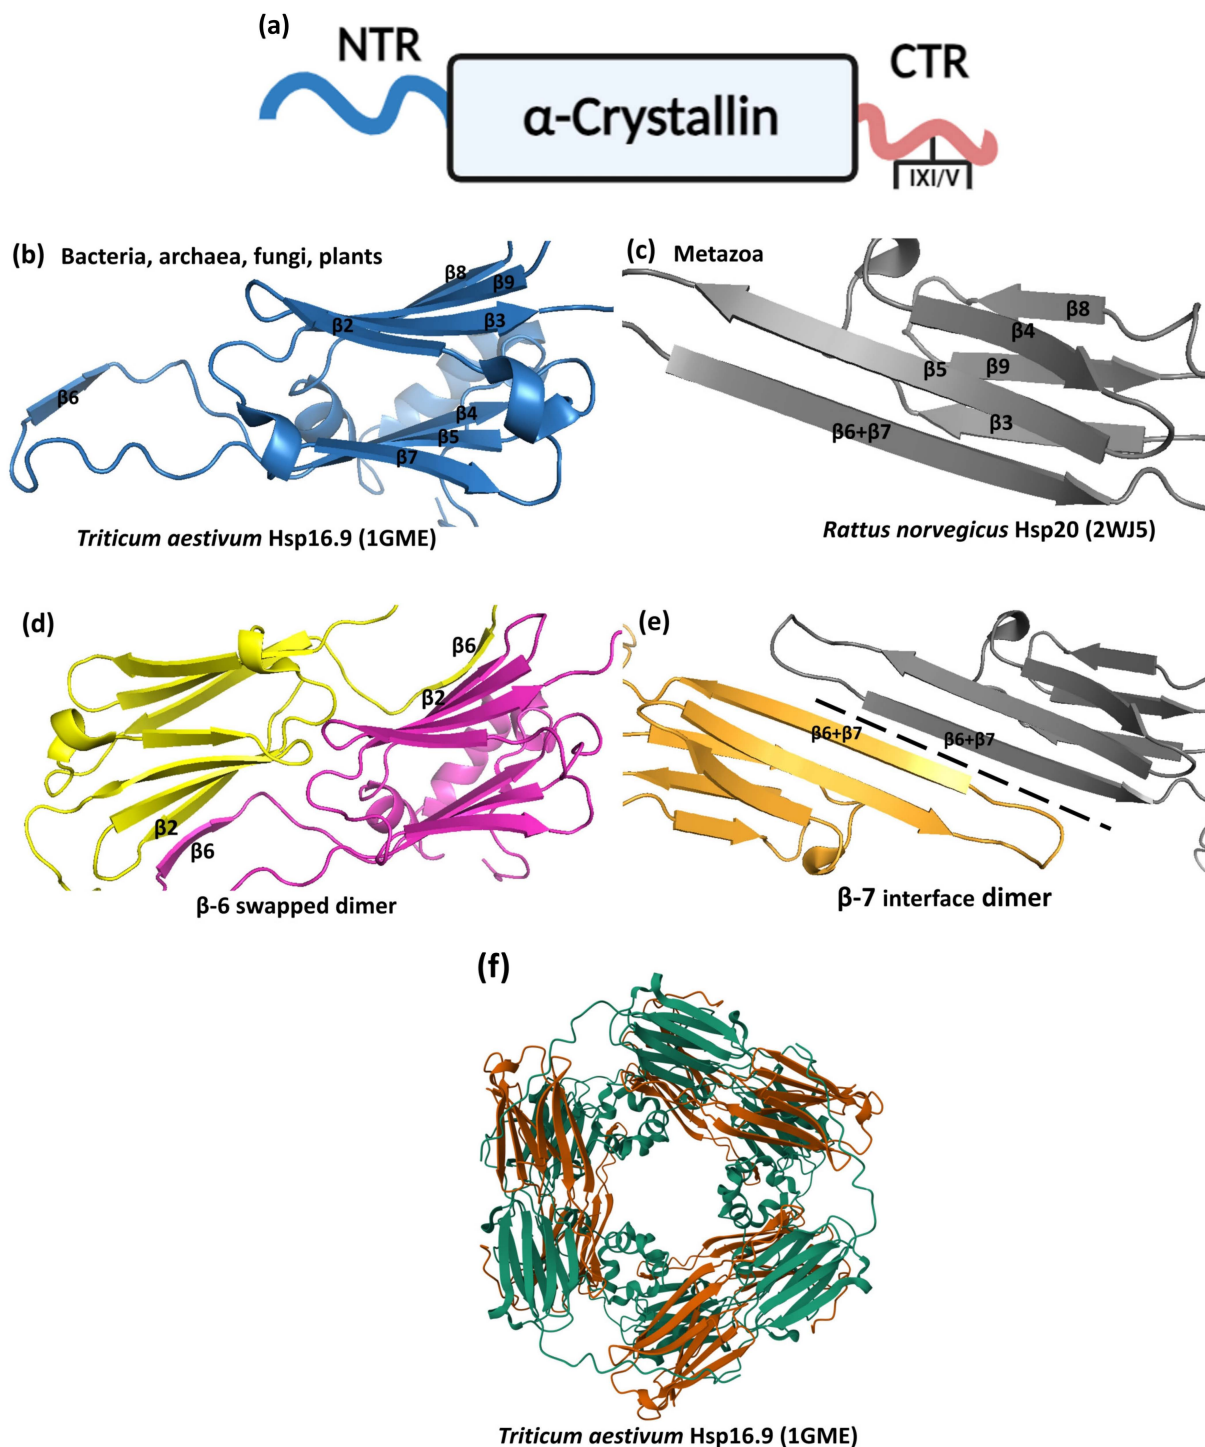 (a)
NTR
CTR
α-Crystallin
IXI/V
(b) Bacteria, archaea, fungi, plants
β8
β9
β2
β3
β6
β4
β5
β7
Triticum aestivum Hsp16.9 (1GME)
(c) Metazoa
β8
β4
β5
β9
β3
β6+β7
Rattus norvegicus Hsp20 (2WJ5)
(d)
β6
β2
β2
β6
β-6 swapped dimer
(e)
β6+β7
β6+β7
β-7 interface dimer
(f)
Triticum aestivum Hsp16.9 (1GME)